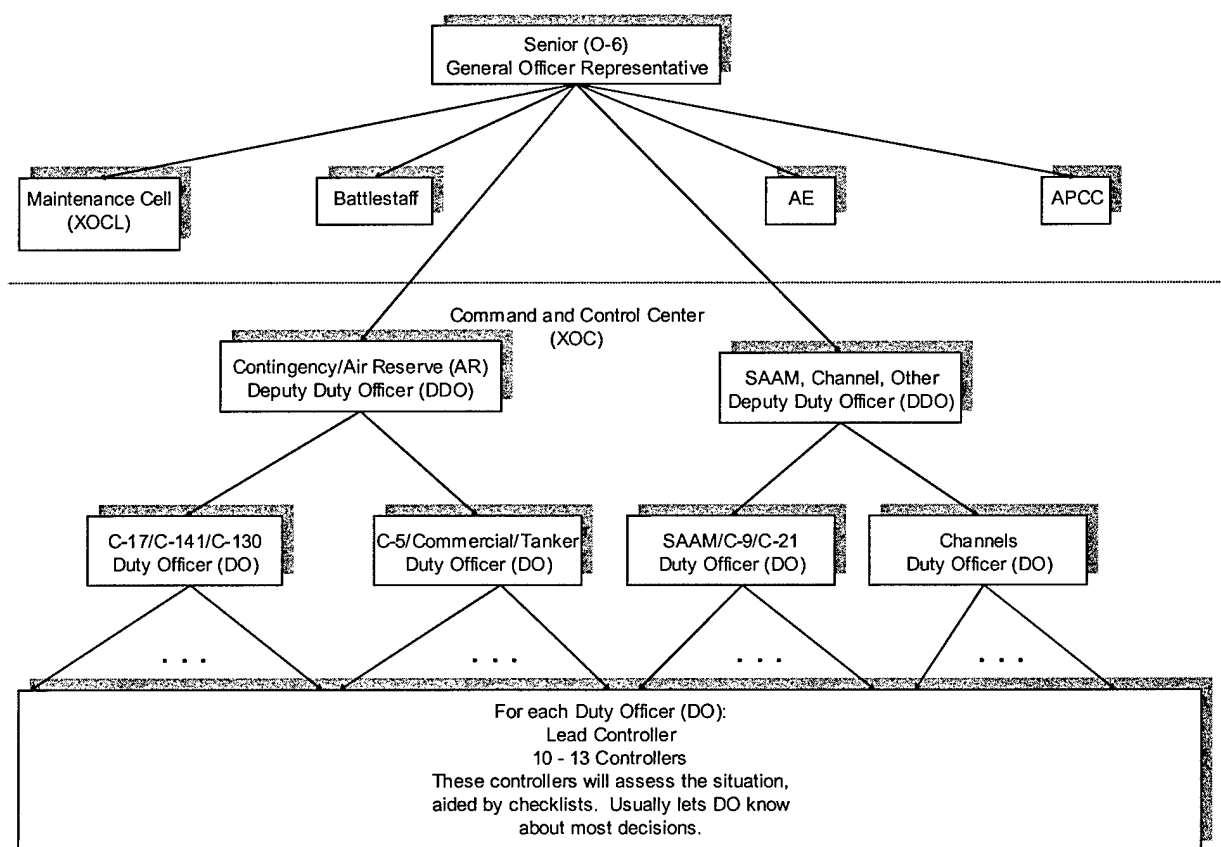 Senior (O-6)
General Officer Representative
Maintenance Cell
(XOCL)
Battlestaff
AE
APCC
Command and Control Center
(XOC)
Contingency/Air Reserve (AR)
Deputy Duty Officer (DDO)
SAAM, Channel, Other
Deputy Duty Officer (DDO)
C-17/C-141/C-130
Duty Officer (DO)
C-5/Commercial/Tanker
Duty Officer (DO)
SAAM/C-9/C-21
Duty Officer (DO)
Channels
Duty Officer (DO)
. . .
. . .
. . .
. . .
For each Duty Officer (DO):
Lead Controller
10 - 13 Controllers
These controllers will assess the situation,
aided by checklists. Usually lets DO know
about most decisions.